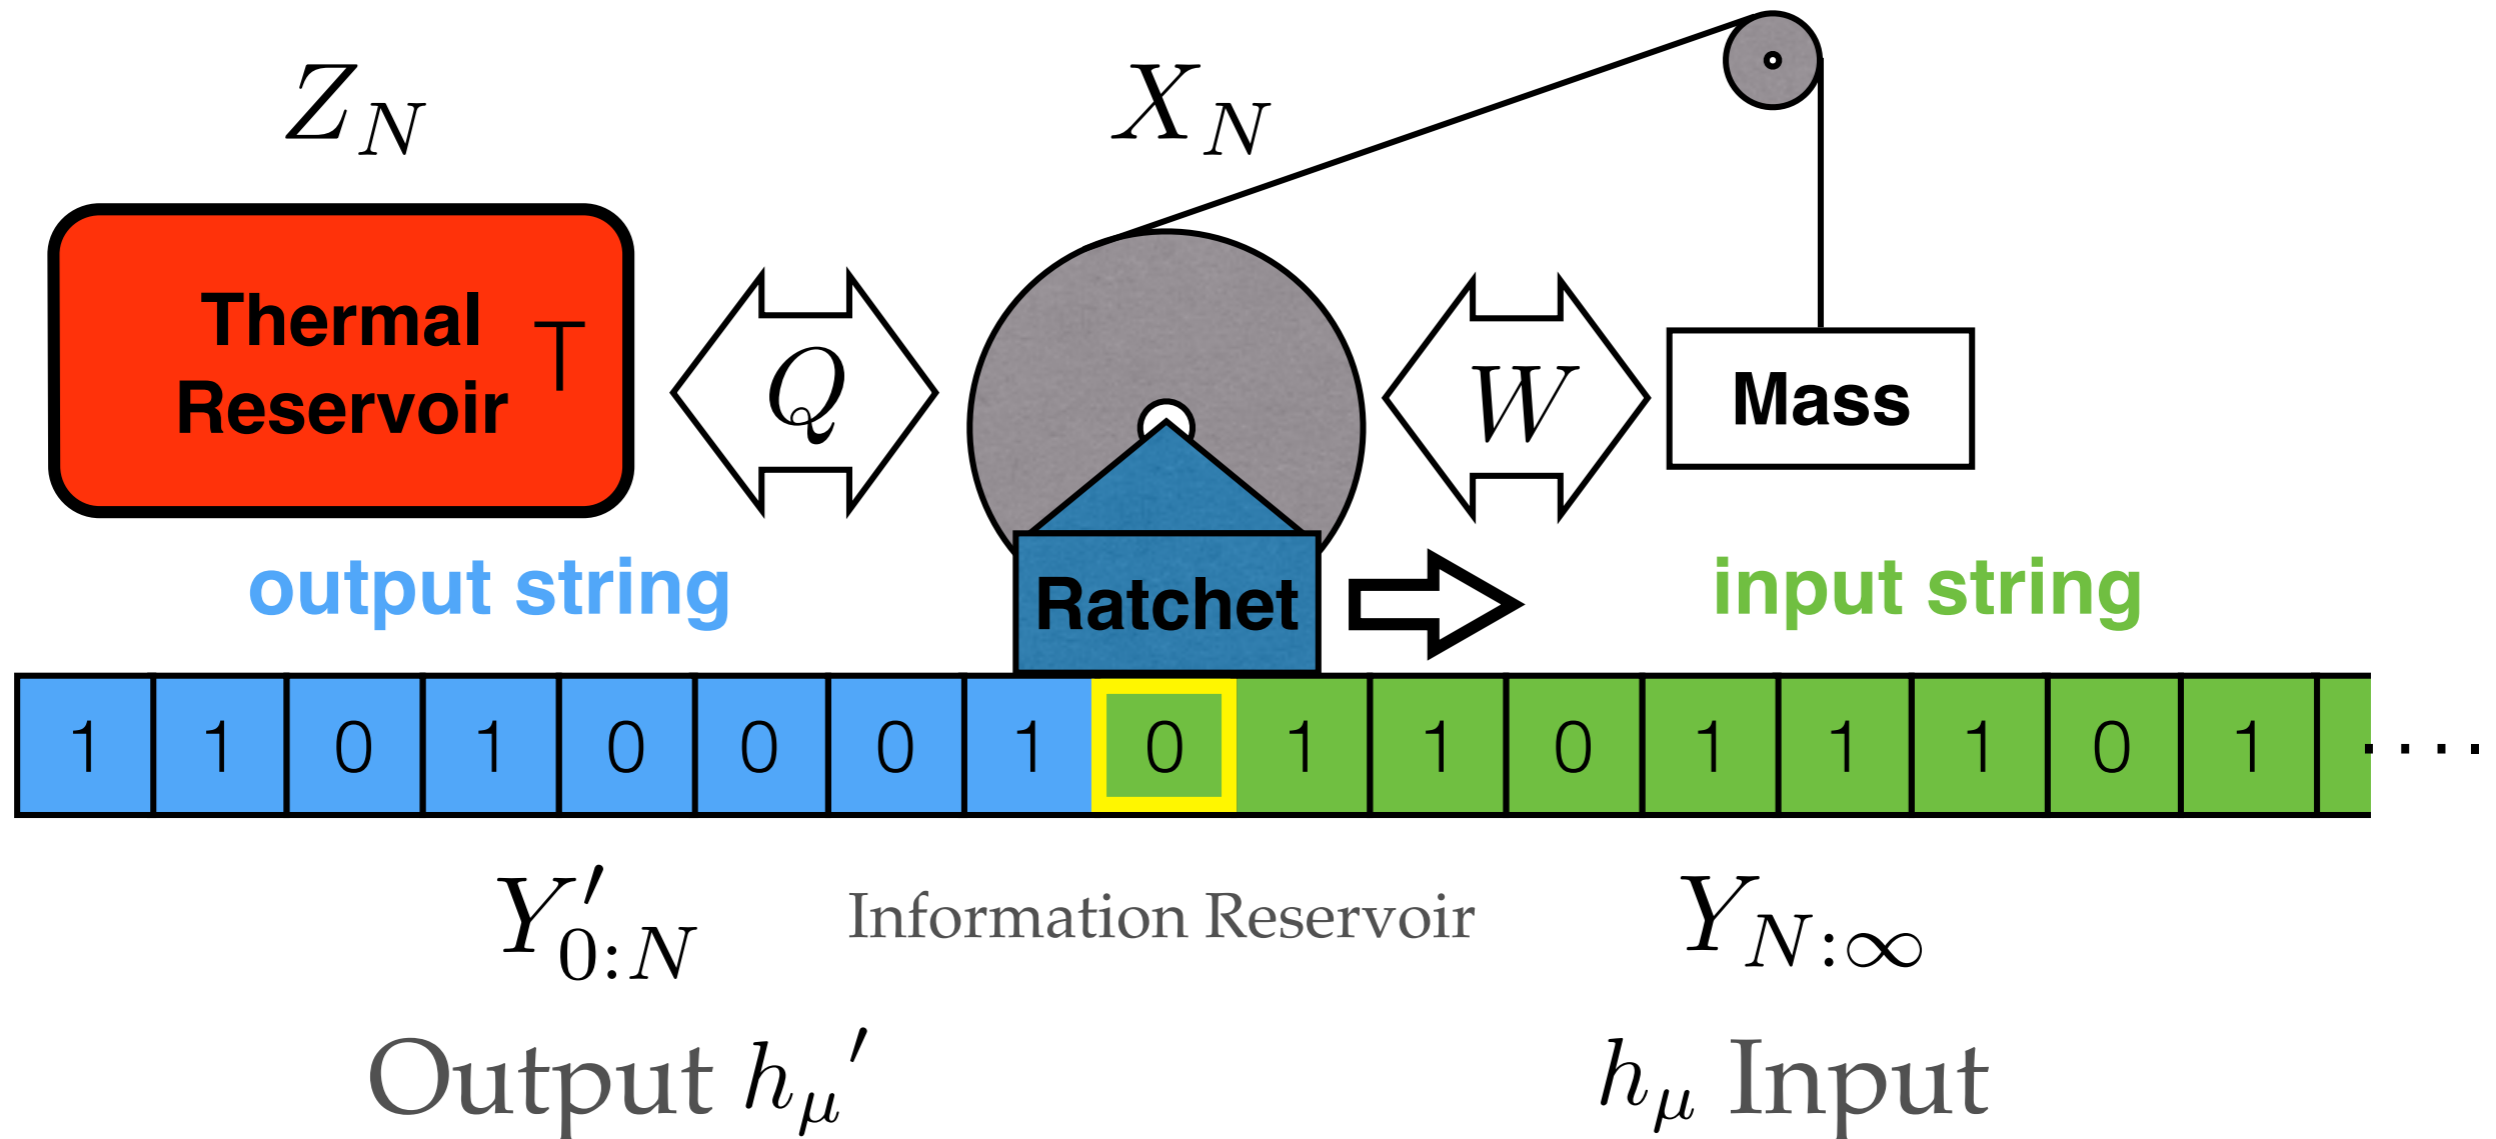 Z_N
X_N
Thermal
Reservoir T
Q
W
Mass
output string
Ratchet
input string
1 1 0 1 0 0 0 1 0 1 1 0 1 1 1 0 1 ....
Y'_{0:N}
Information Reservoir
Y_{N:∞}
Output h_μ'
h_μ Input